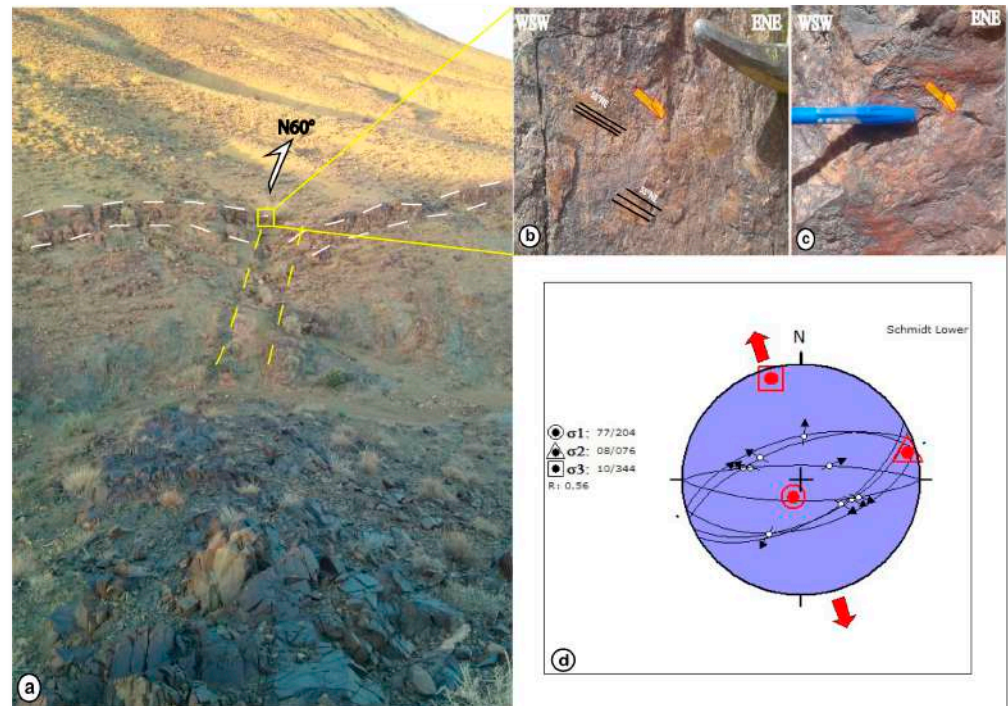 N60°
a
WSW ENE
b
WSW ENE
c
Schmidt Lower
N
σ1: 77/204
σ2: 08/076
σ3: 10/344
R: 0.56
d